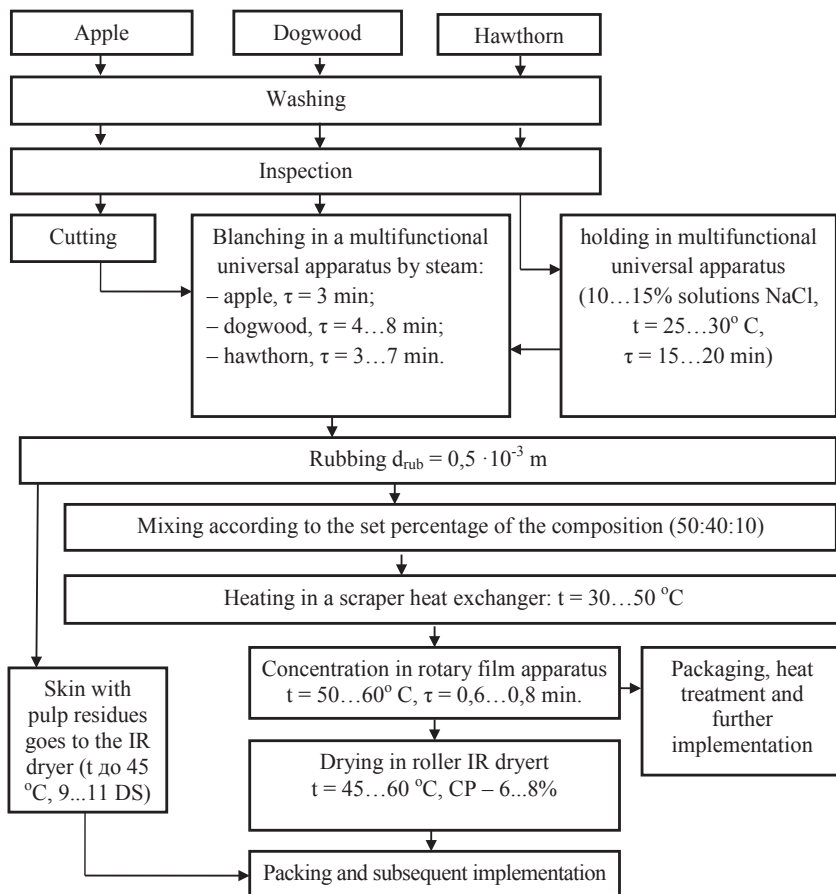 Apple
Dogwood
Hawthorn
Washing
Inspection
Cutting
Blanching in a multifunctional
universal apparatus by steam:
– apple, τ = 3 min;
– dogwood, τ = 4…8 min;
– hawthorn, τ = 3…7 min.
holding in multifunctional
universal apparatus
(10…15% solutions NaCl,
t = 25…30° C,
τ = 15…20 min)
Rubbing d_rub = 0,5 ·10⁻³ m
Mixing according to the set percentage of the composition (50:40:10)
Heating in a scraper heat exchanger: t = 30…50 °C
Skin with
pulp residues
goes to the IR
dryer (t до 45
°C, 9...11 DS)
Concentration in rotary film apparatus
t = 50…60° C, τ = 0,6…0,8 min.
Packaging, heat
treatment and
further
implementation
Drying in roller IR dryert
t = 45…60 °C, CP – 6...8%
Packing and subsequent implementation